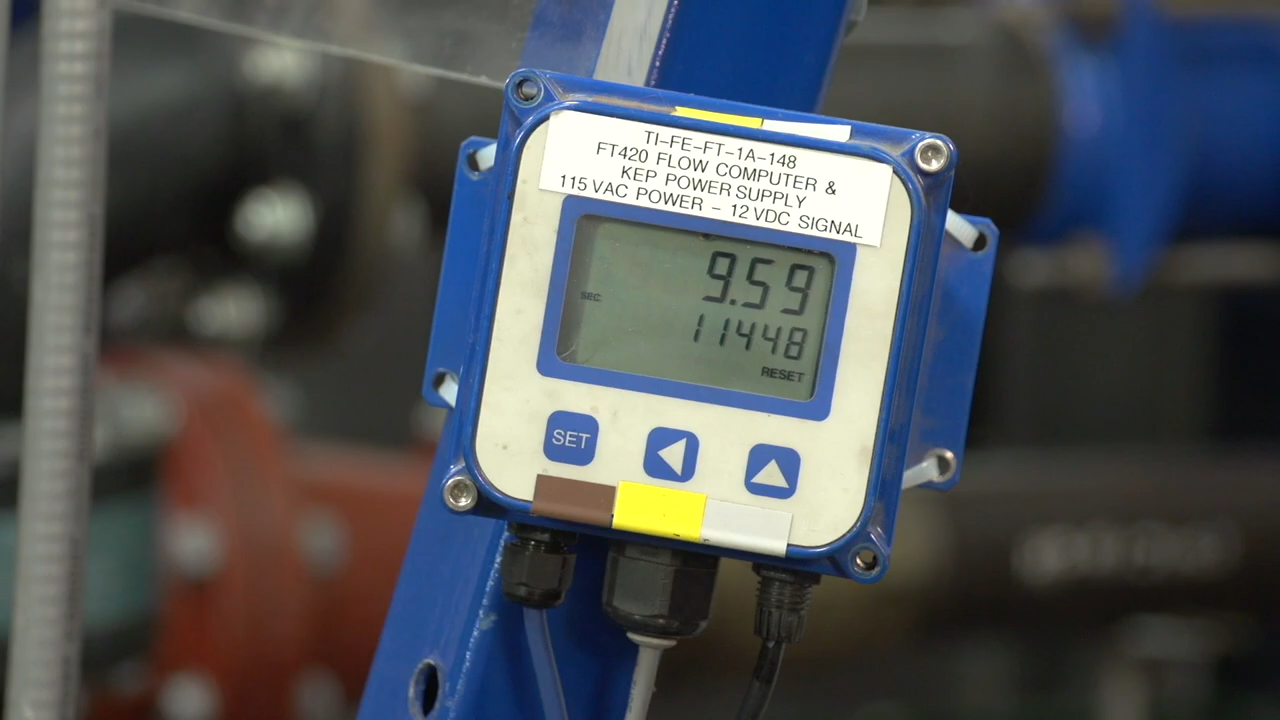 TI-FE-FT-1A-148
FT420 FLOW COMPUTER &
KEP POWER SUPPLY
115 VAC POWER - 12 VDC SIGNAL
9.59
SEC
11448
RESET
SET